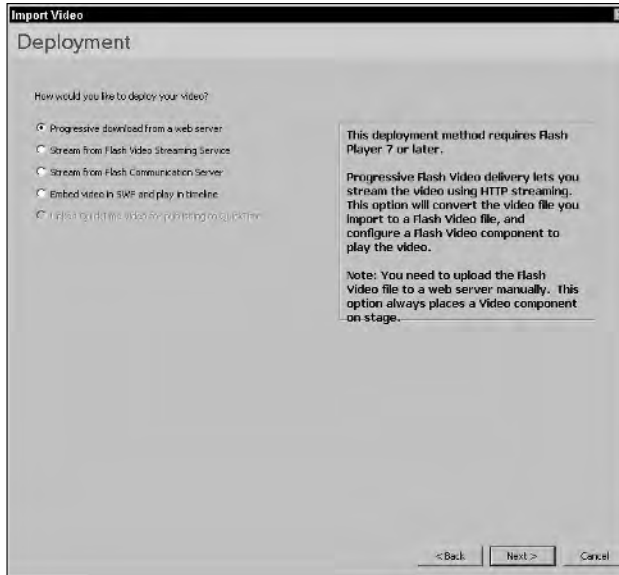 Import Video
Deployment
How would you like to deploy your video?
Progressive download from a web server
Stream from Flash Video Streaming Service
Stream from Flash Communication Server
Embed video in SWF and play in timeline
video for publishing to QuickTime
This deployment method requires Flash
Player 7 or later.
Progressive Flash Video delivery lets you
stream the video using HTTP streaming.
This option will convert the video file you
import to a Flash Video file, and
configure a Flash Video component to
play the video.
Note: You need to upload the Flash
Video file to a web server manually. This
option always places a Video component
on stage.
< Back
Next >
Cancel